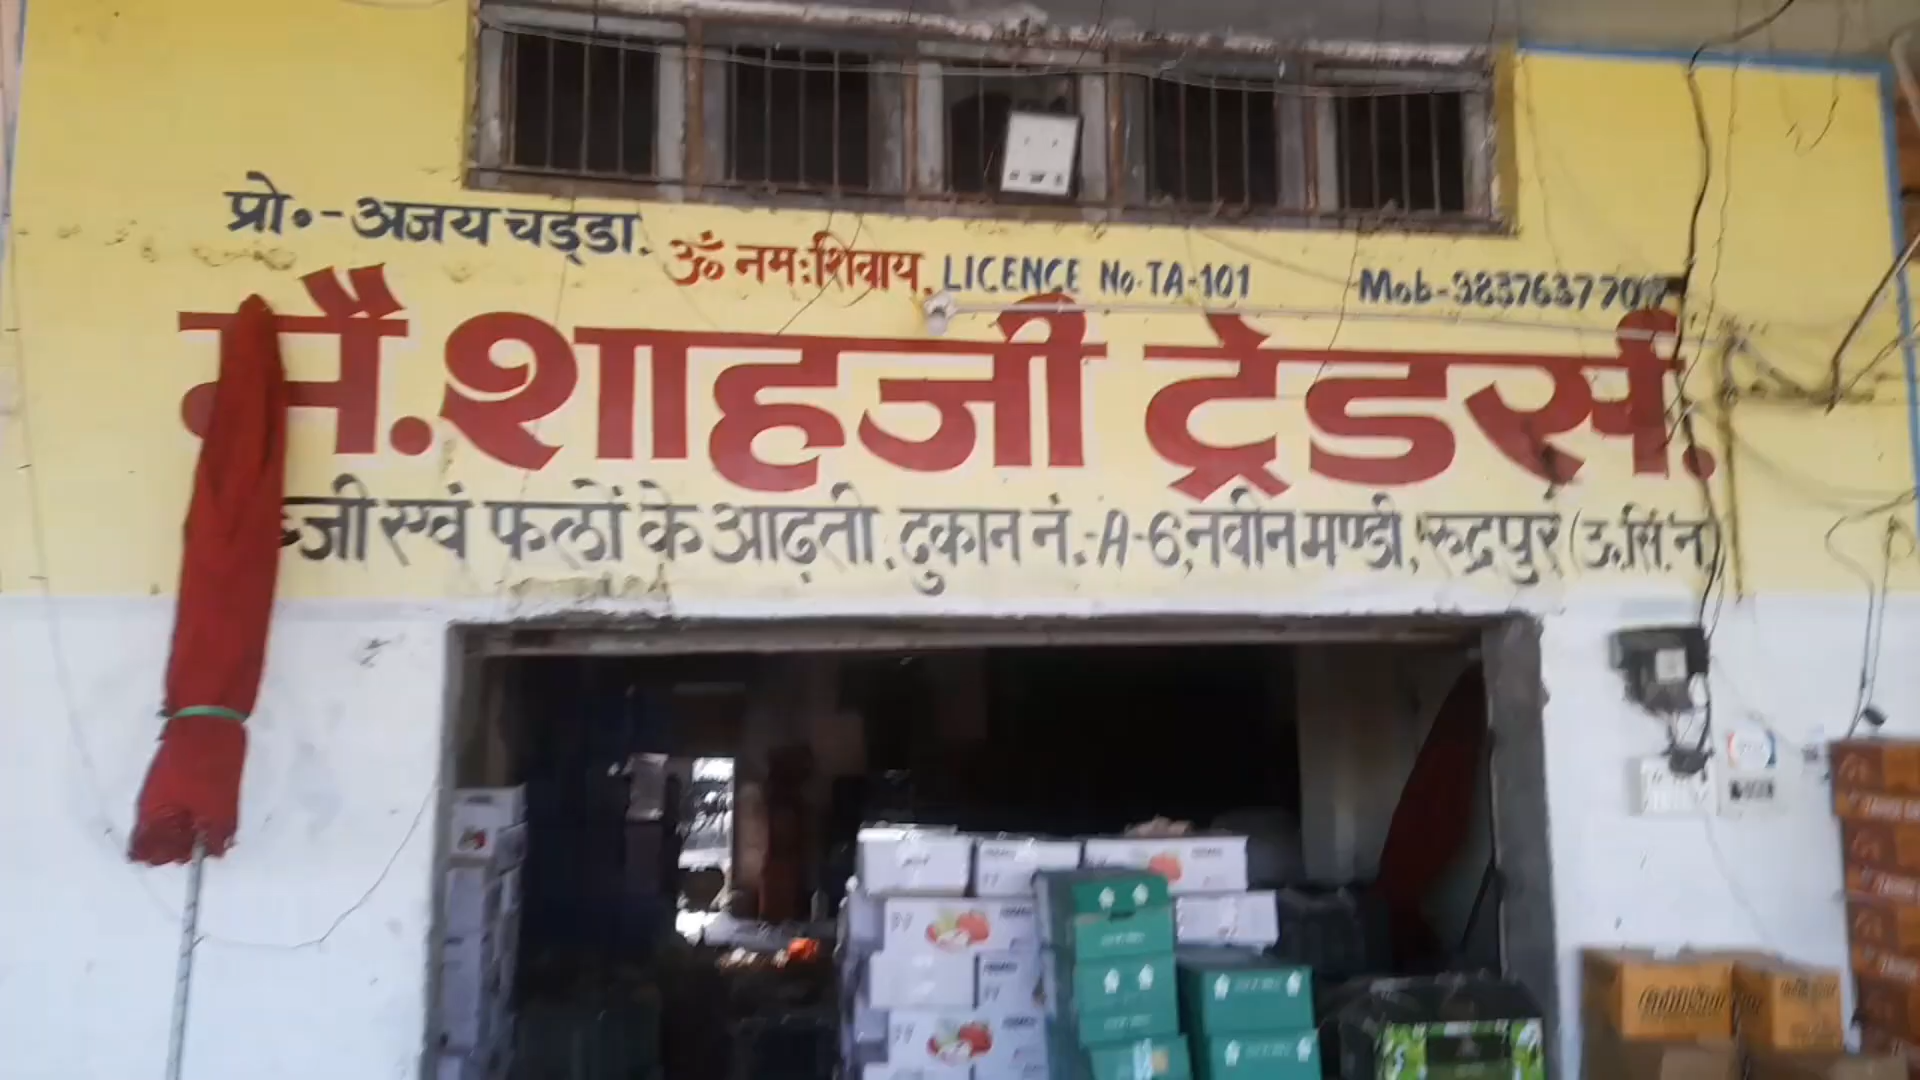 प्रो॰-अजय चड्डा.
ॐ नमःशिवाय. LICENCE No. TA-101
Mob-
मै. शाहजी ट्रेडर्स.
ब्जी एवं फलों के आढ़ती. दुकान नं.-A-6, नवीन मण्डी, रूद्रपुर (ऊ.सिं.न)